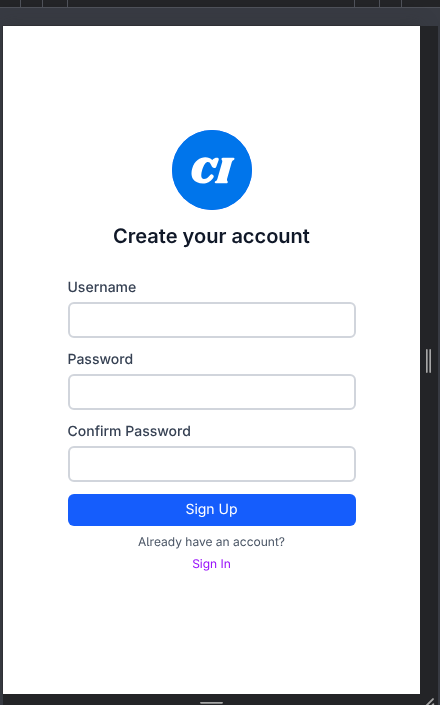 CI
Create your account
Username
Password
Confirm Password
Sign Up
Already have an account?
Sign In